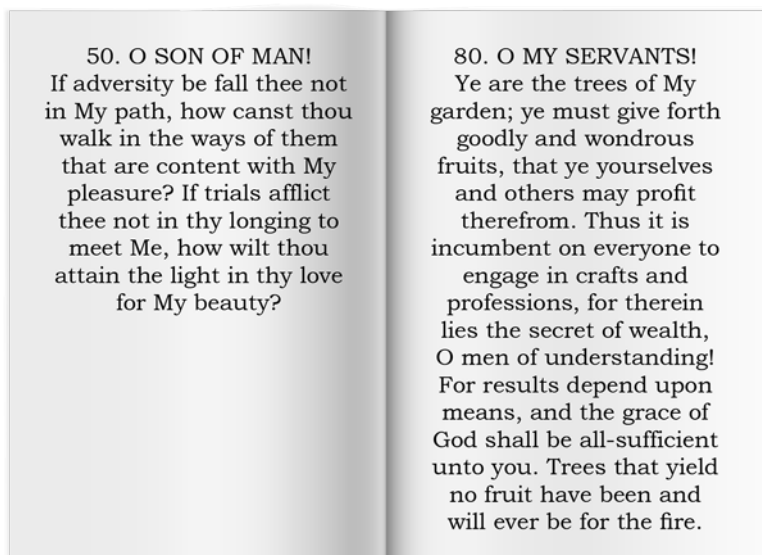 50. O SON OF MAN!
If adversity be fall thee not
in My path, how canst thou
walk in the ways of them
that are content with My
pleasure? If trials afflict
thee not in thy longing to
meet Me, how wilt thou
attain the light in thy love
for My beauty?
80. O MY SERVANTS!
Ye are the trees of My
garden; ye must give forth
goodly and wondrous
fruits, that ye yourselves
and others may profit
therefrom. Thus it is
incumbent on everyone to
engage in crafts and
professions, for therein
lies the secret of wealth,
O men of understanding!
For results depend upon
means, and the grace of
God shall be all-sufficient
unto you. Trees that yield
no fruit have been and
will ever be for the fire.